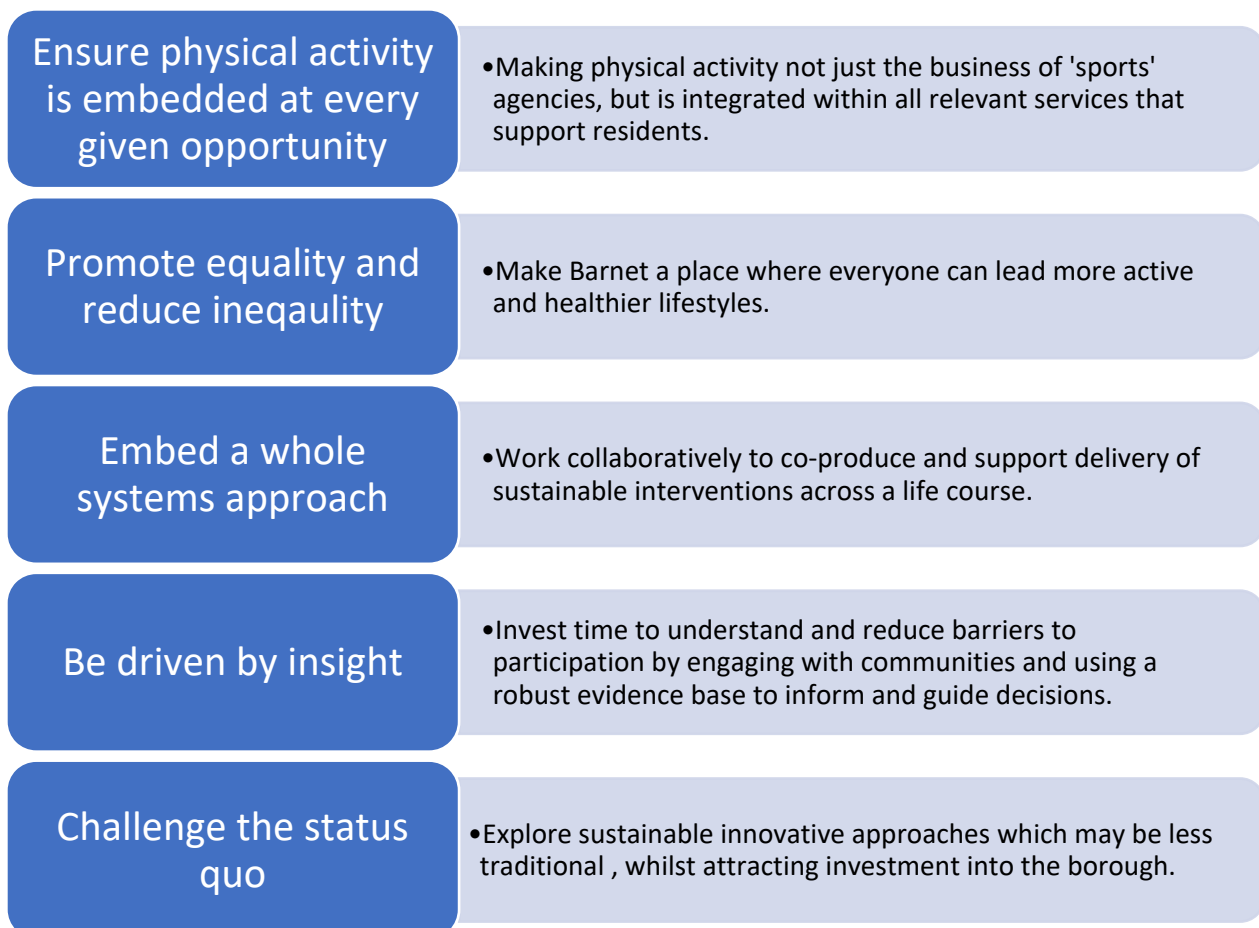 Ensure physical activity
is embedded at every
given opportunity
•Making physical activity not just the business of 'sports'
agencies, but is integrated within all relevant services that
support residents.
Promote equality and
reduce ineqaulity
•Make Barnet a place where everyone can lead more active
and healthier lifestyles.
Embed a whole
systems approach
•Work collaboratively to co-produce and support delivery of
sustainable interventions across a life course.
Be driven by insight
•Invest time to understand and reduce barriers to
participation by engaging with communities and using a
robust evidence base to inform and guide decisions.
Challenge the status
quo
•Explore sustainable innovative approaches which may be less
traditional , whilst attracting investment into the borough.